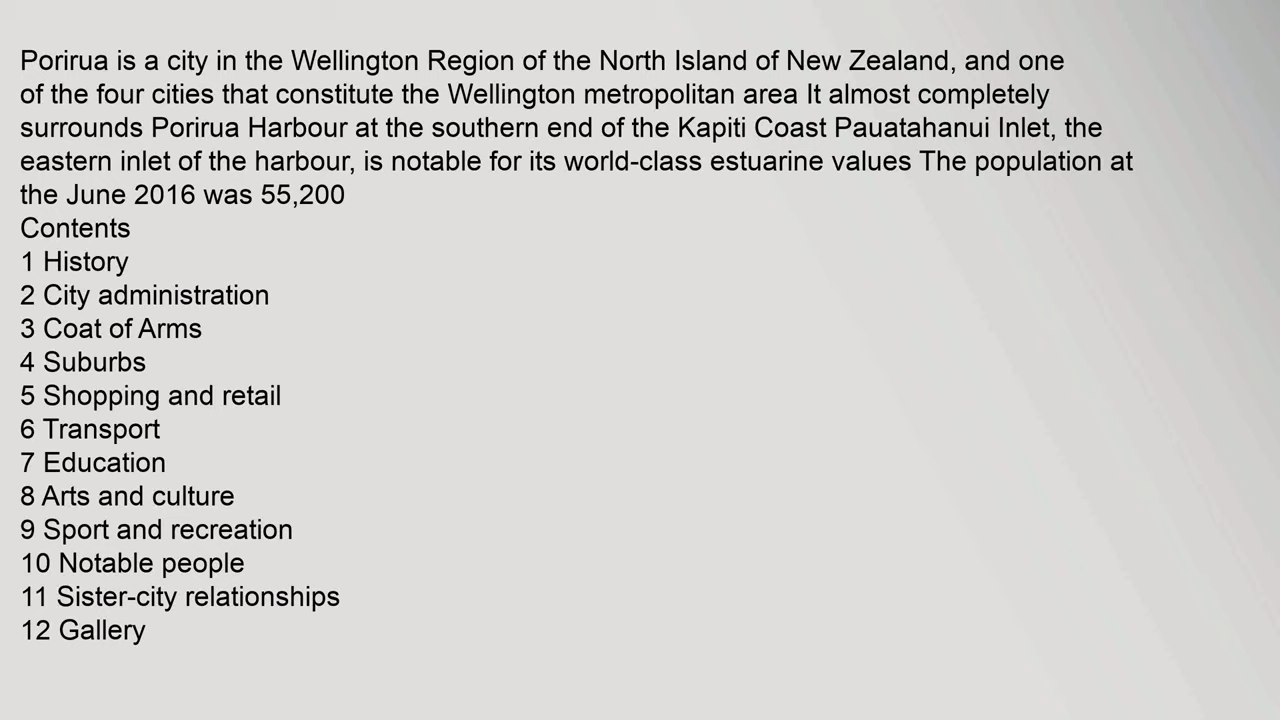 Porirua is a city in the Wellington Region of the North Island of New Zealand, and one
of the four cities that constitute the Wellington metropolitan area It almost completely
surrounds Porirua Harbour at the southern end of the Kapiti Coast Pauatahanui Inlet, the
eastern inlet of the harbour, is notable for its world-class estuarine values The population at
the June 2016 was 55,200
Contents
1 History
2 City administration
3 Coat of Arms
4 Suburbs
5 Shopping and retail
6 Transport
7 Education
8 Arts and culture
9 Sport and recreation
10 Notable people
11 Sister-city relationships
12 Gallery